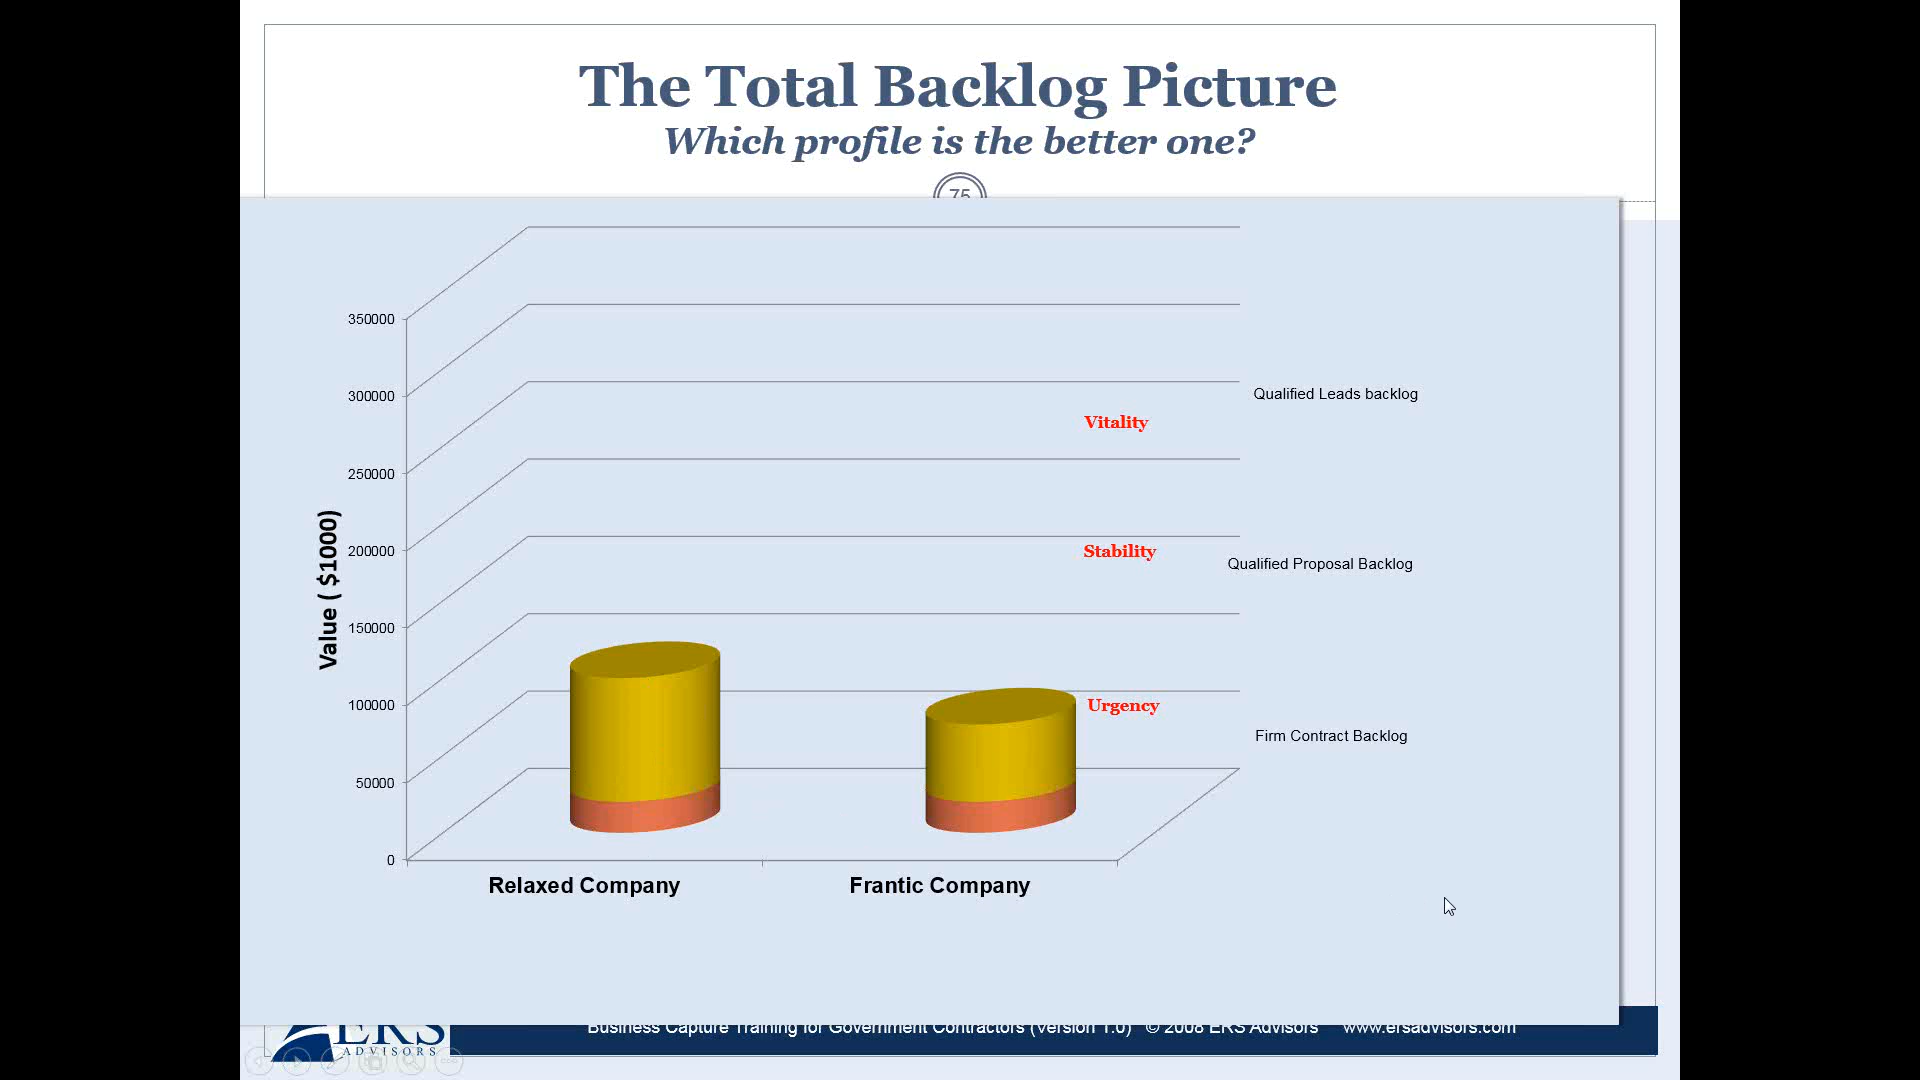 The Total Backlog Picture
Which profile is the better one?
75
350000
300000
250000
200000
150000
100000
50000
0
Value ( $1000)
Qualified Leads backlog
Vitality
Stability
Qualified Proposal Backlog
Urgency
Firm Contract Backlog
Relaxed Company
Frantic Company
ERS
ADVISORS
Business Capture Training for Government Contractors (Version 1.0) © 2008 ERS Advisors www.ersadvisors.com